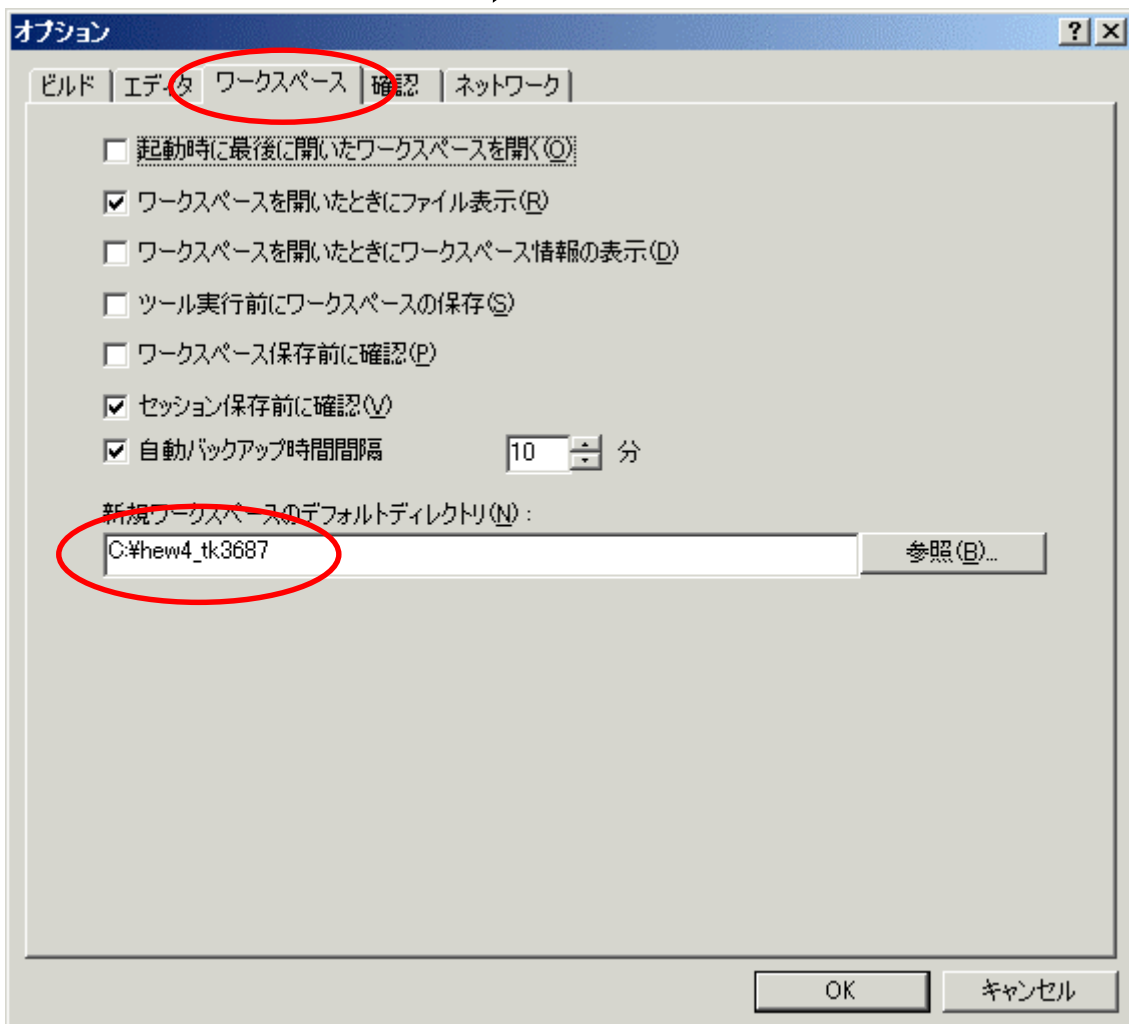 オプション
ビルド エディタ ワークスペース 確認 ネットワーク
起動時に最後に開いたワークスペースを開く(O)
ワークスペースを開いたときにファイル表示(R)
ワークスペースを開いたときにワークスペース情報の表示(D)
ツール実行前にワークスペースの保存(S)
ワークスペース保存前に確認(P)
セッション保存前に確認(V)
自動バックアップ時間間隔 10 分
新規ワークスペースのデフォルトディレクトリ(N):
C:¥hew4_tk3687 参照(B)...
OK キャンセル